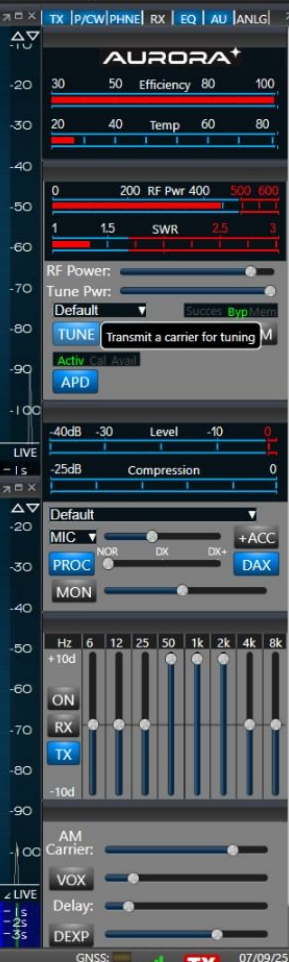 TX P/CW PHNE RX EQ AU ANLG
AURORA
-10
-20
-30
-40
-50
-60
-70
-80
-90
-100
LIVE
-1s
30 50 Efficiency 80 100
20 40 Temp 60 80
0 200 RF Pwr 400 500 600
1 1.5 SWR 2.5 3
RF Power:
Tune Pwr:
Default
Succes Byp Mem
TUNE Transmit a carrier for tuning M
Activ Cal Avail
APD
-40dB -30 Level -10 0
-25dB Compression 0
-20
-30
-40
-50
-60
-70
-80
-90
-100
LIVE
-1s
-2s
-3s
Default
MIC +ACC
NOR DX DX+
PROC DAX
MON
Hz 6 12 25 50 1k 2k 4k 8k
+10d
ON
RX
TX
-10d
AM
Carrier:
VOX
Delay:
DEXP
GNSS: TX 07/09/25